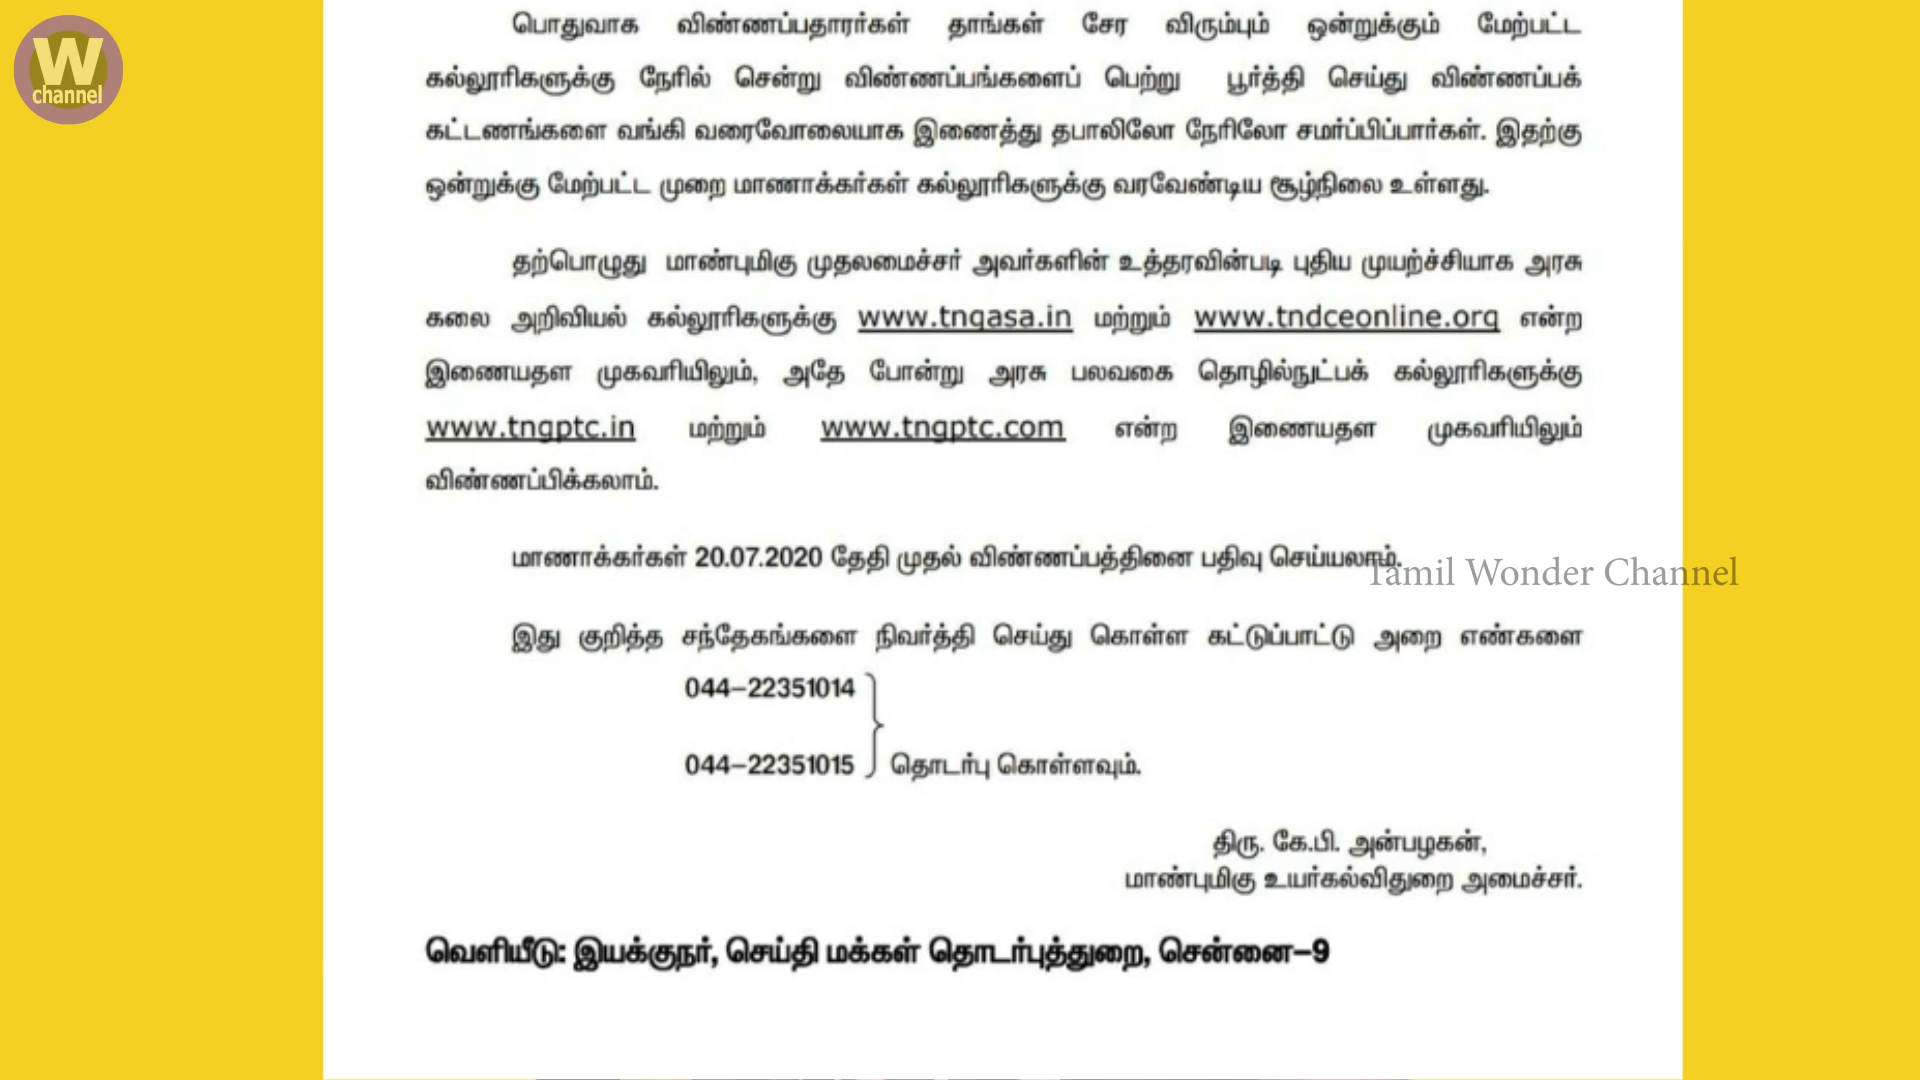 W
channel
பொதுவாக விண்ணப்பதாரர்கள் தாங்கள் சேர விரும்பும் ஒன்றுக்கும் மேற்பட்ட
கல்லூரிகளுக்கு நேரில் சென்று விண்ணப்பங்களைப் பெற்று பூர்த்தி செய்து விண்ணப்பக்
கட்டணங்களை வங்கி வரைவோலையாக இணைத்து தபாலிலோ நேரிலோ சமர்ப்பிப்பார்கள். இதற்கு
ஒன்றுக்கு மேற்பட்ட முறை மாணாக்கர்கள் கல்லூரிகளுக்கு வரவேண்டிய சூழ்நிலை உள்ளது.
தற்பொழுது மாண்புமிகு முதலமைச்சர் அவர்களின் உத்தரவின்படி புதிய முயற்ச்சியாக அரசு
கலை அறிவியல் கல்லூரிகளுக்கு www.tngasa.in மற்றும் www.tndceonline.org என்ற
இணையதள முகவரியிலும், அதே போன்று அரசு பலவகை தொழில்நுட்பக் கல்லூரிகளுக்கு
www.tngptc.in மற்றும் www.tngptc.com என்ற இணையதள முகவரியிலும்
விண்ணப்பிக்கலாம்.
மாணாக்கர்கள் 20.07.2020 தேதி முதல் விண்ணப்பத்தினை பதிவு செய்யலாம்.
Tamil Wonder Channel
இது குறித்த சந்தேகங்களை நிவர்த்தி செய்து கொள்ள கட்டுப்பாட்டு அறை எண்களை
044–22351014
044–22351015 தொடர்பு கொள்ளவும்.
திரு. கே.பி. அன்பழகன்,
மாண்புமிகு உயர்கல்விதுறை அமைச்சர்.
வெளியீடு: இயக்குநர், செய்தி மக்கள் தொடர்புத்துறை, சென்னை–9